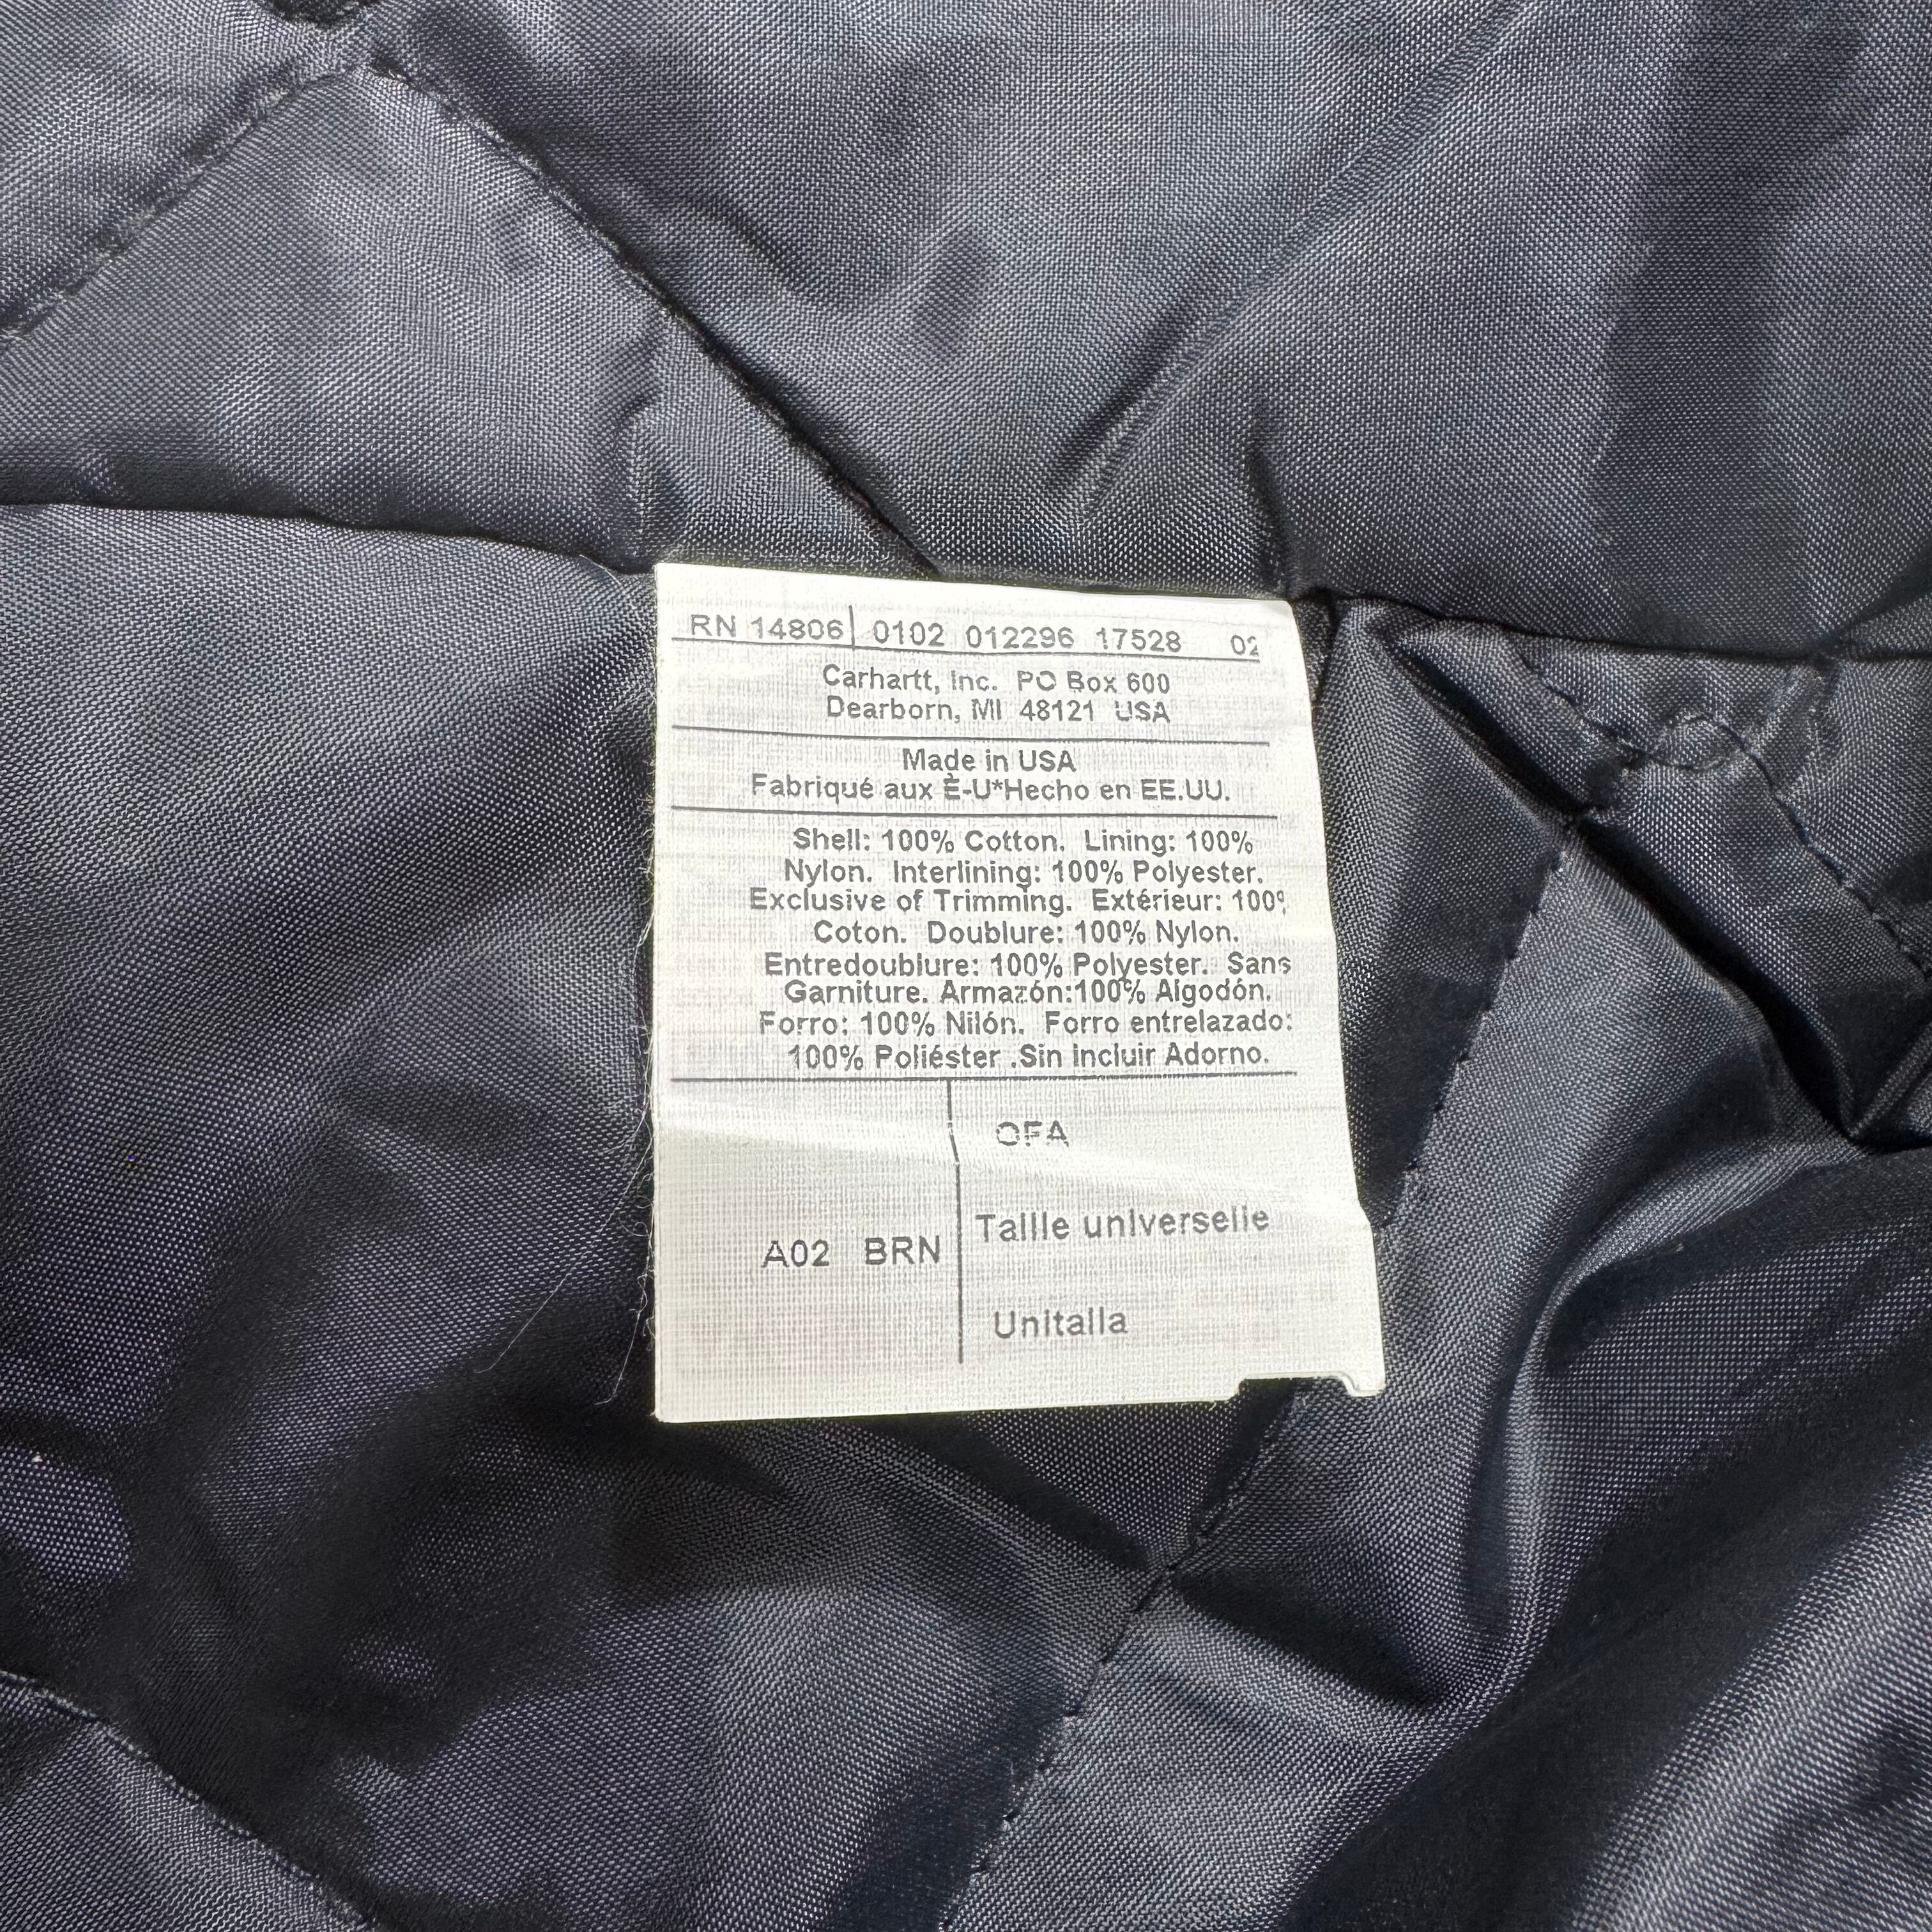 RN 14806 0102 012296 17528 02
Carhartt, Inc. PO Box 600
Dearborn, MI 48121 USA
Made in USA
Fabriqué aux É-U*Hecho en EE.UU.
Shell: 100% Cotton. Lining: 100%
Nylon. Interlining: 100% Polyester.
Exclusive of Trimming. Extérieur: 100%
Coton. Doublure: 100% Nylon.
Entredoublure: 100% Polyester. Sans
Garniture. Armazón:100% Algodón.
Forro: 100% Nilón. Forro entrelazado:
100% Poliéster .Sin incluir Adorno.
OFA
Taille universelle
A02 BRN
Unitalla